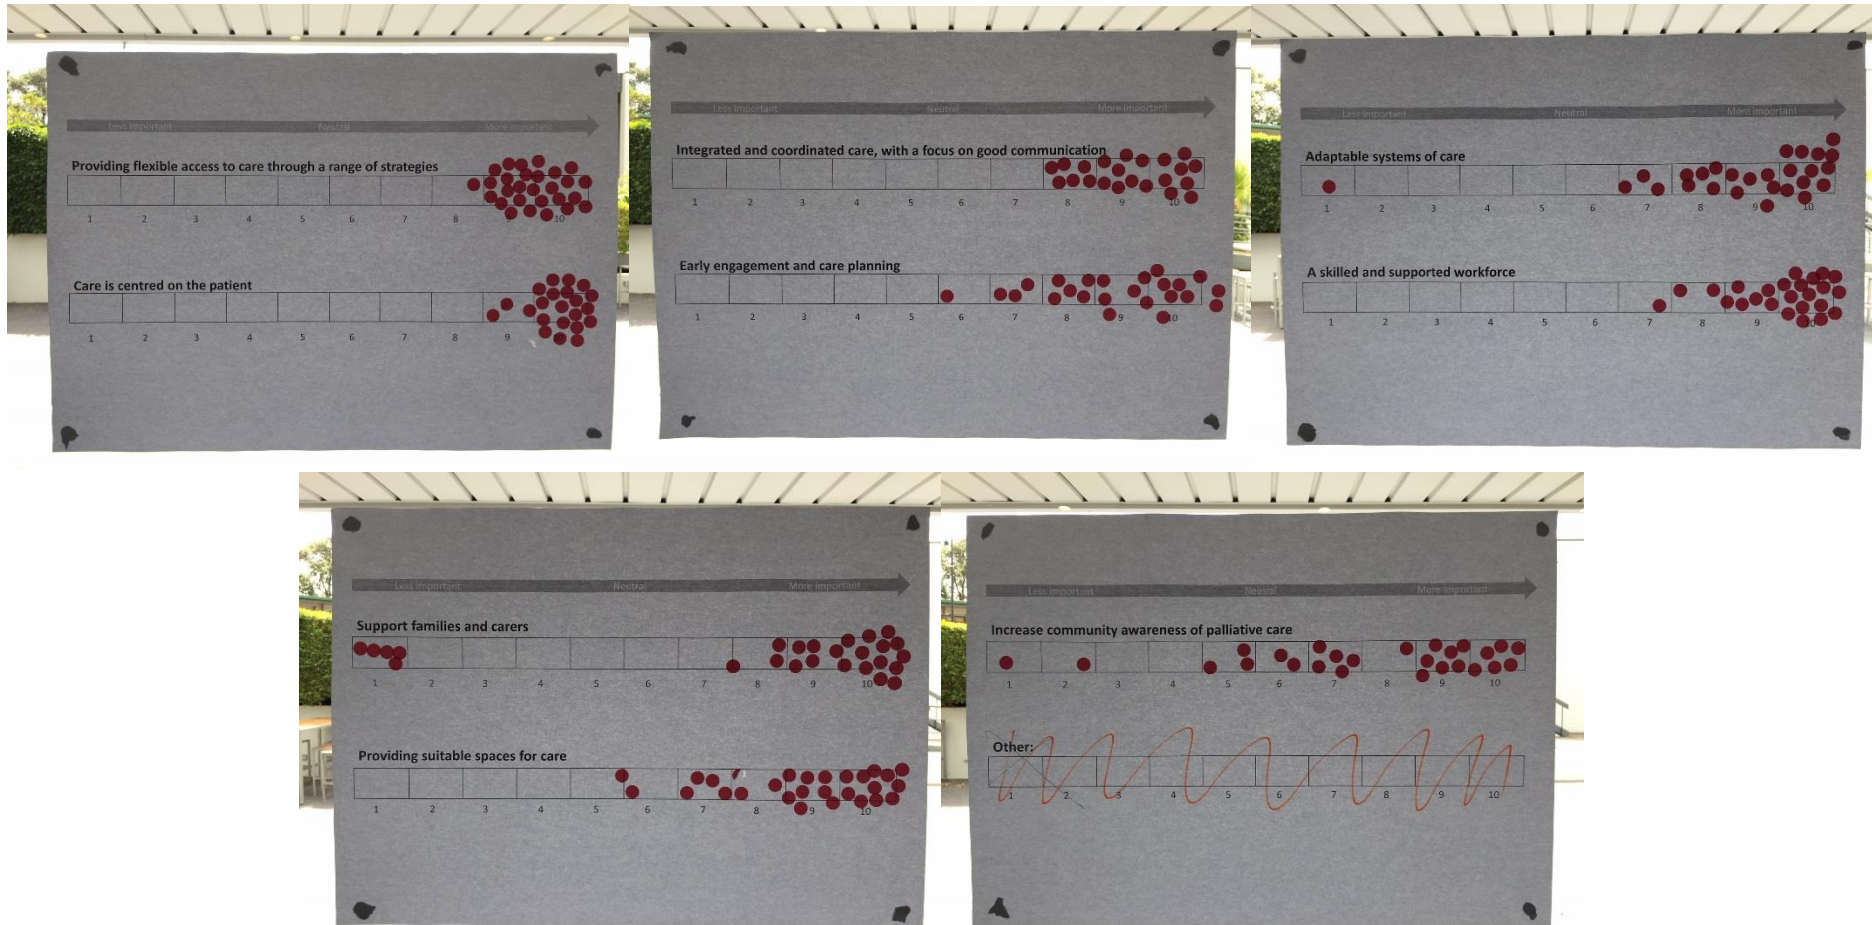 Less important Neutral More important
Providing flexible access to care through a range of strategies
1 2 3 4 5 6 7 8 9 10
Care is centred on the patient
1 2 3 4 5 6 7 8 9
Less important Neutral More important
Integrated and coordinated care, with a focus on good communication
1 2 3 4 5 6 7 8 9 10
Early engagement and care planning
1 2 3 4 5 6 7 8 9 10
Less important Neutral More important
Adaptable systems of care
1 2 3 4 5 6 7 8 9 10
A skilled and supported workforce
1 2 3 4 5 6 7 8 9 10
Less important Neutral More important
Support families and carers
1 2 3 4 5 6 7 8 9 10
Providing suitable spaces for care
1 2 3 4 5 6 7 8 9 10
Less important Neutral More important
Increase community awareness of palliative care
1 2 3 4 5 6 7 8 9 10
Other:
1 2 3 4 5 6 7 8 9 10